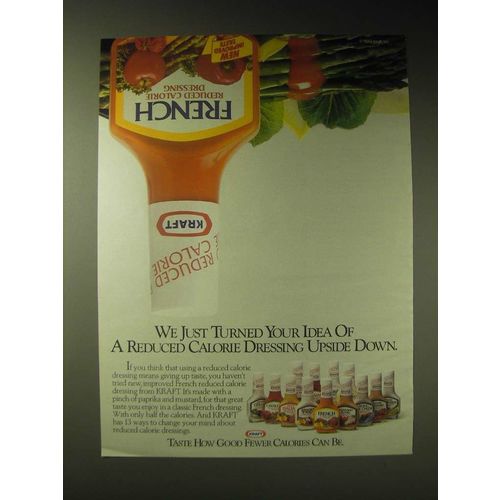 NEW
IMPROVED
TASTE
FRENCH
REDUCED CALORIE
DRESSING
KRAFT
REDUCED
CALORIE
WE JUST TURNED YOUR IDEA OF
A REDUCED CALORIE DRESSING UPSIDE DOWN.
If you think that using a reduced calorie
dressing means giving up taste, you haven't
tried new, improved French reduced calorie
dressing from KRAFT. It's made with a
pinch of paprika and mustard, for that great
taste you enjoy in a classic French dressing.
With only half the calories. And KRAFT
has 13 ways to change your mind about
reduced calorie dressings.
FRENCH
KRAFT
TASTE HOW GOOD FEWER CALORIES CAN BE.